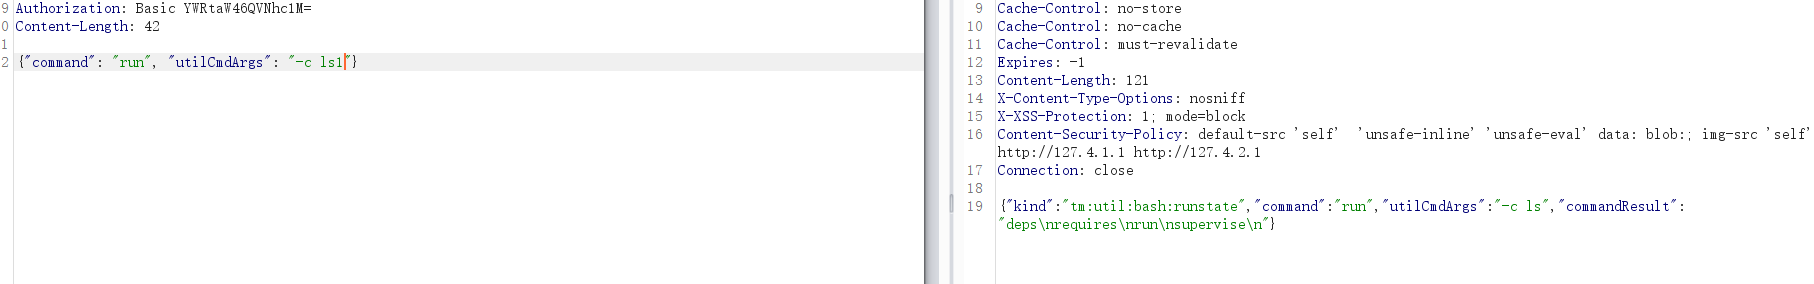 9 Authorization: Basic YWRtaW46QVNhc1M=
0 Content-Length: 42
1
2 {"command": "run", "utilCmdArgs": "-c ls1"}
9 Cache-Control: no-store
10 Cache-Control: no-cache
11 Cache-Control: must-revalidate
12 Expires: -1
13 Content-Length: 121
14 X-Content-Type-Options: nosniff
15 X-XSS-Protection: 1; mode=block
16 Content-Security-Policy: default-src 'self'  'unsafe-inline' 'unsafe-eval' data: blob:; img-src 'self'
http://127.4.1.1 http://127.4.2.1
17 Connection: close
18
19 {"kind":"tm:util:bash:runstate","command":"run","utilCmdArgs":"-c ls","commandResult":
"deps\nrequires\nrun\nsupervise\n"}